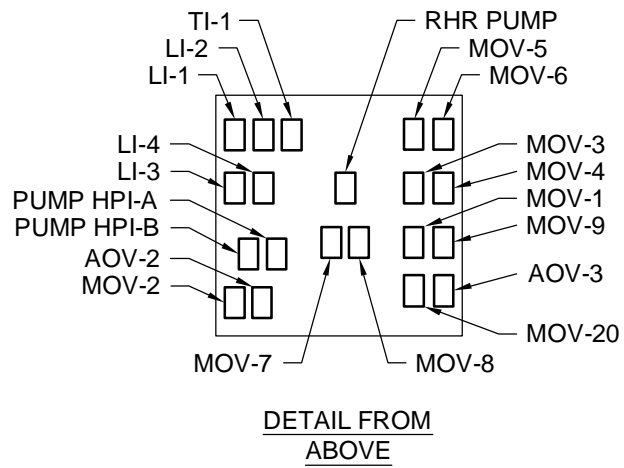 TI-1
RHR PUMP
LI-2
MOV-5
LI-1
MOV-6
LI-4
MOV-3
LI-3
MOV-4
PUMP HPI-A
MOV-1
PUMP HPI-B
MOV-9
AOV-2
AOV-3
MOV-2
MOV-20
MOV-7
MOV-8
DETAIL FROM
ABOVE